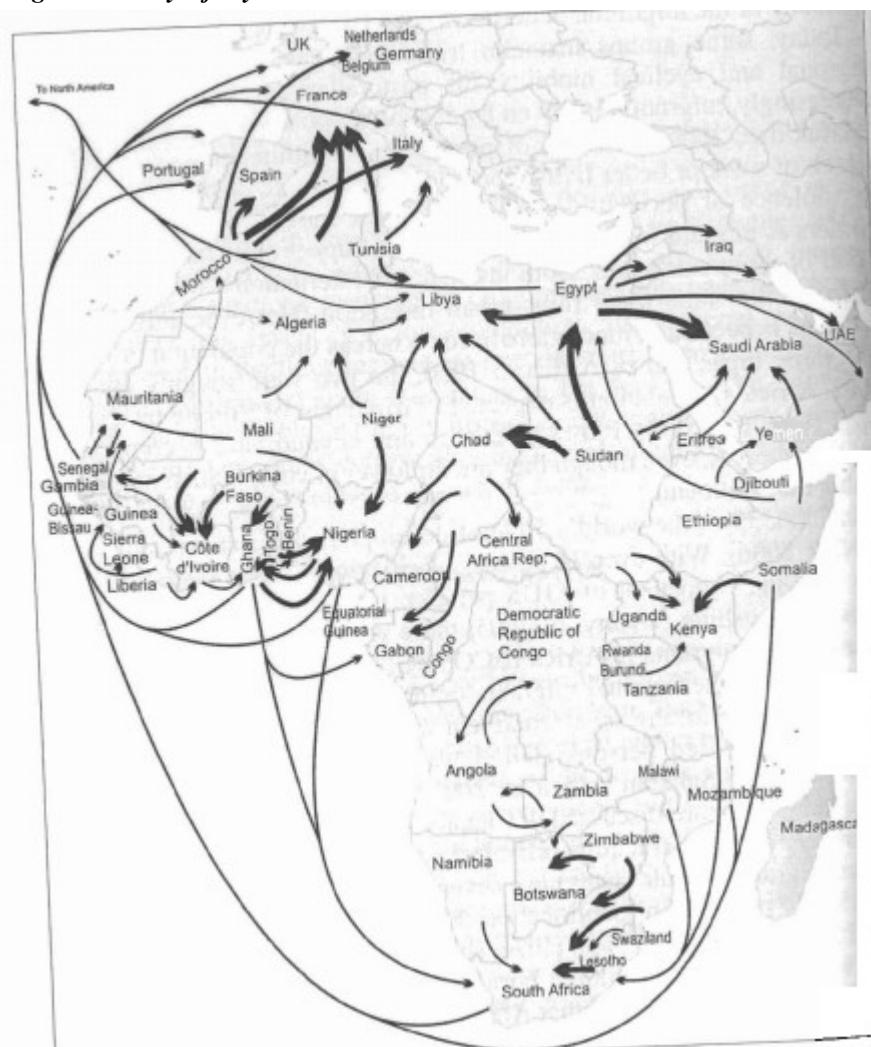 UK
Netherlands
Germany
Belgium
France
To North America
Italy
Portugal
Spain
Morocco
Tunisia
Iraq
Egypt
Libya
Algeria
UAE
Saudi Arabia
Mauritania
Mali
Niger
Chad
Sudan
Eritrea
Yemen
Djibouti
Senegal
Gambia
Burkina
Faso
Guinea-
Bissau
Guinea
Ethiopia
Sierra
Leone
Côte
d'Ivoire
Ghana
Togo
Benin
Nigeria
Central
Africa Rep.
Liberia
Cameroon
Somalia
Equatorial
Guinea
Democratic
Republic of
Congo
Uganda
Kenya
Gabon
Congo
Rwanda
Burundi
Tanzania
Angola
Malawi
Zambia
Mozambique
Zimbabwe
Madagasca
Namibia
Botswana
Swaziland
Lesotho
South Africa